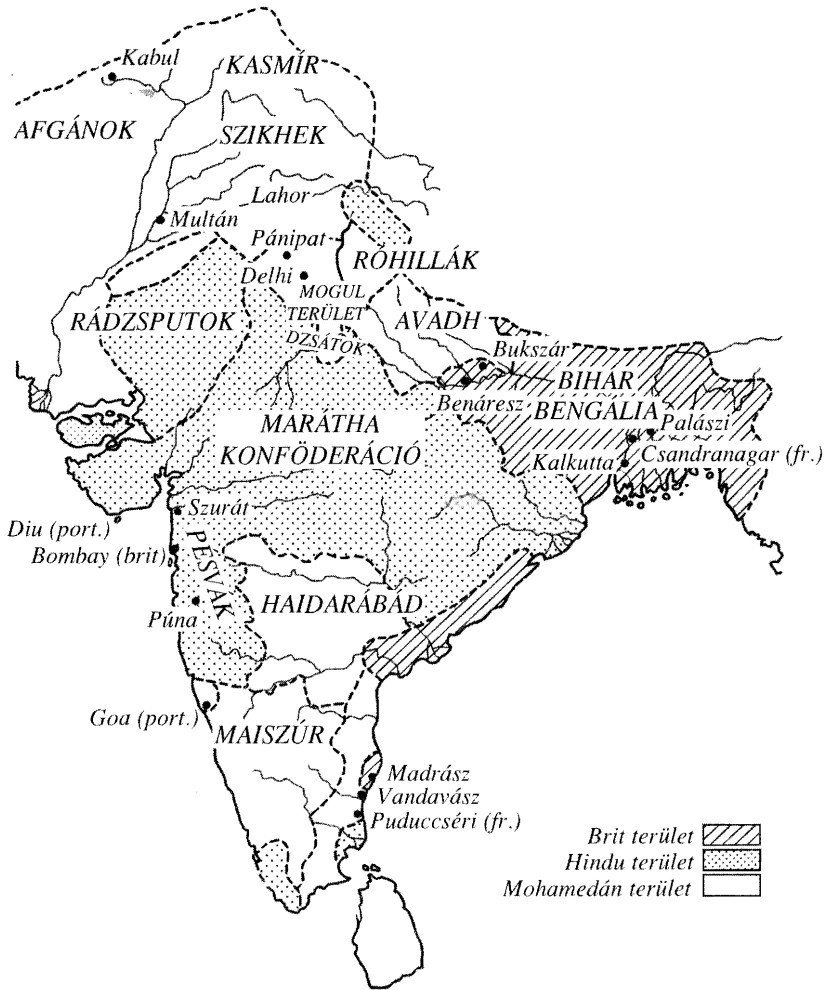 Kabul
KASMÍR
AFGÁNOK
SZIKHEK
Lahor
Multán
Pánipat
RÓHILLÁK
Delhi
MOGUL
TERÜLET
RÁDZSPUTOK
AVADH
DZSÁTOK
Bukszár
BIHAR
Benáresz
BENGÁLIA
MARÁTHA
KONFÖDERÁCIÓ
Palászi
Kalkutta
Csandranagar (fr.)
Szurát
Diu (port.)
Bombay (brit)
PÉSVÁK
HAIDARÁBÁD
Púna
Goa (port.)
MAISZÚR
Madrász
Vandavász
Puduccséri (fr.)
Brit terület
Hindu terület
Mohamedán terület